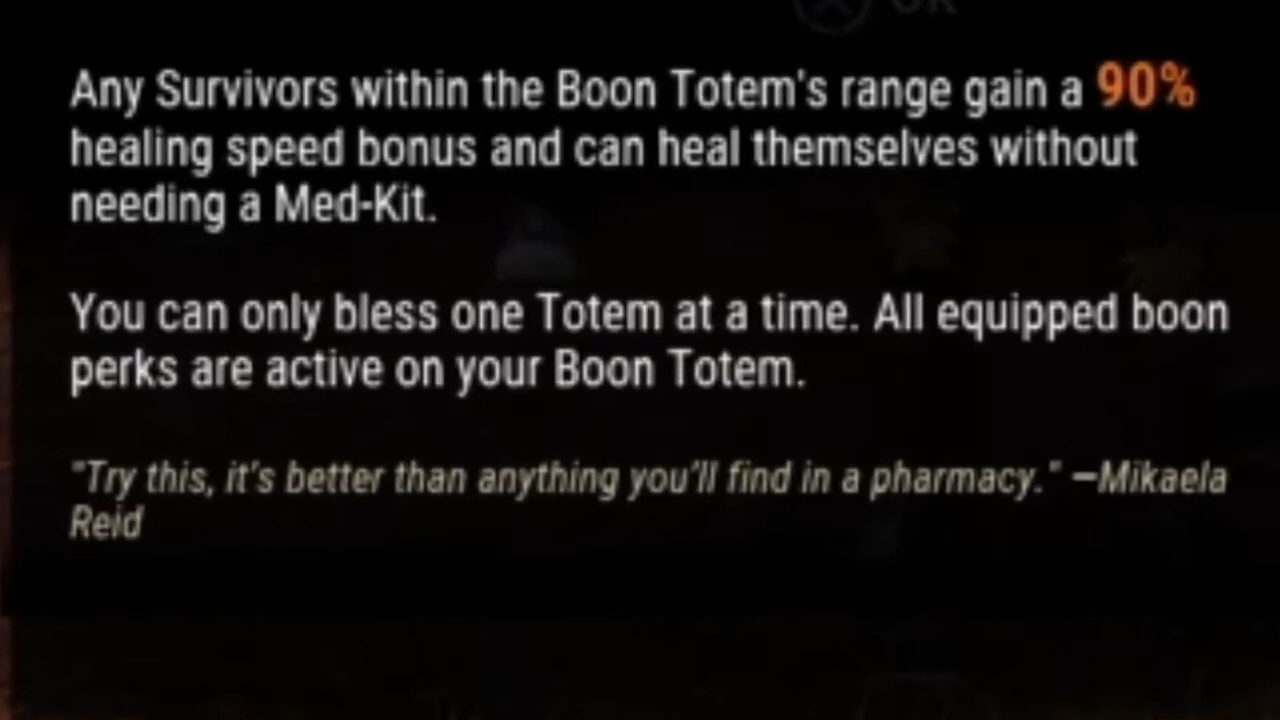 Any Survivors within the Boon Totem's range gain a 90%
healing speed bonus and can heal themselves without
needing a Med-Kit.
You can only bless one Totem at a time. All equipped boon
perks are active on your Boon Totem.
"Try this, it's better than anything you'll find in a pharmacy." —Mikaela
Reid